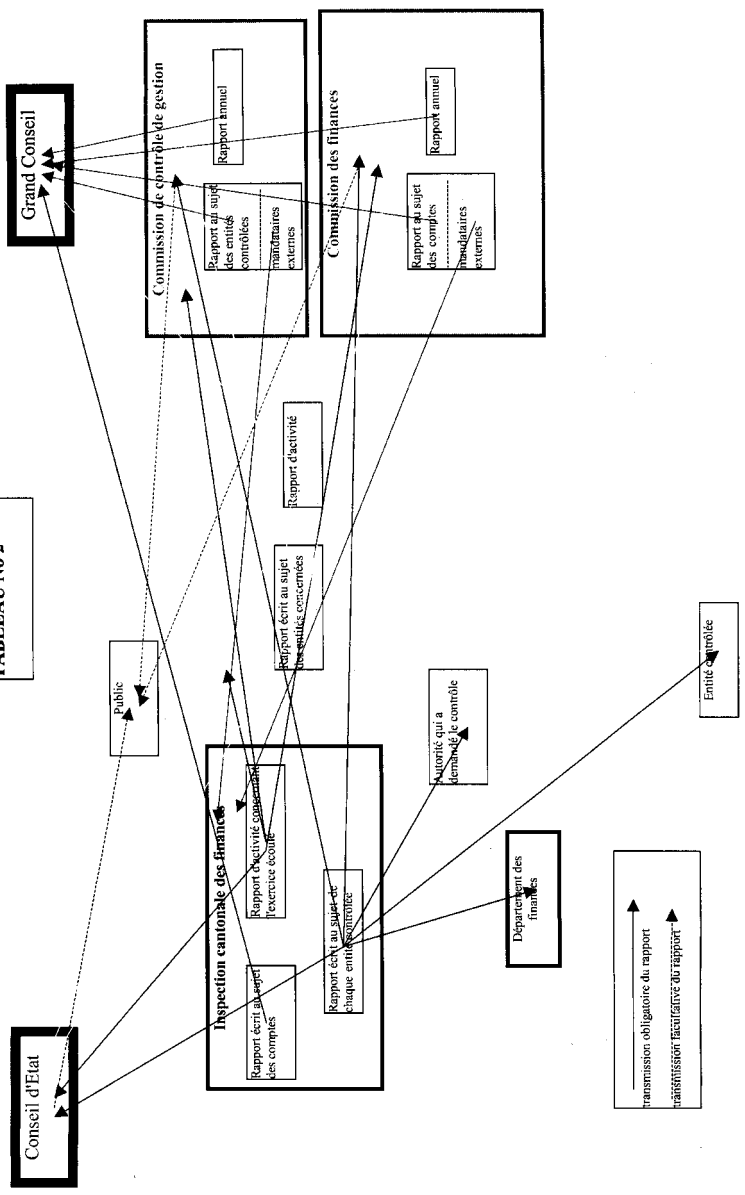 TABLEAU No 2
Conseil d'Etat
Grand Conseil
Public
Inspection cantonale des finances
Rapport écrit au sujet
des comptes
Rapport d'activité concernant
l'exercice écoulé
Rapport écrit au sujet de
chaque entité contrôlée
Rapport écrit au sujet
des entités concernées
Rapport d'activité
Commission de contrôle de gestion
Rapport au sujet
des entités
contrôlées
mandataires
externes
Rapport annuel
Commission des finances
Rapport au sujet
des comptes
mandataires
externes
Rapport annuel
Autorité qui a
demandé le contrôle
Département des
finances
Entité contrôlée
transmission obligatoire du rapport
transmission facultative du rapport